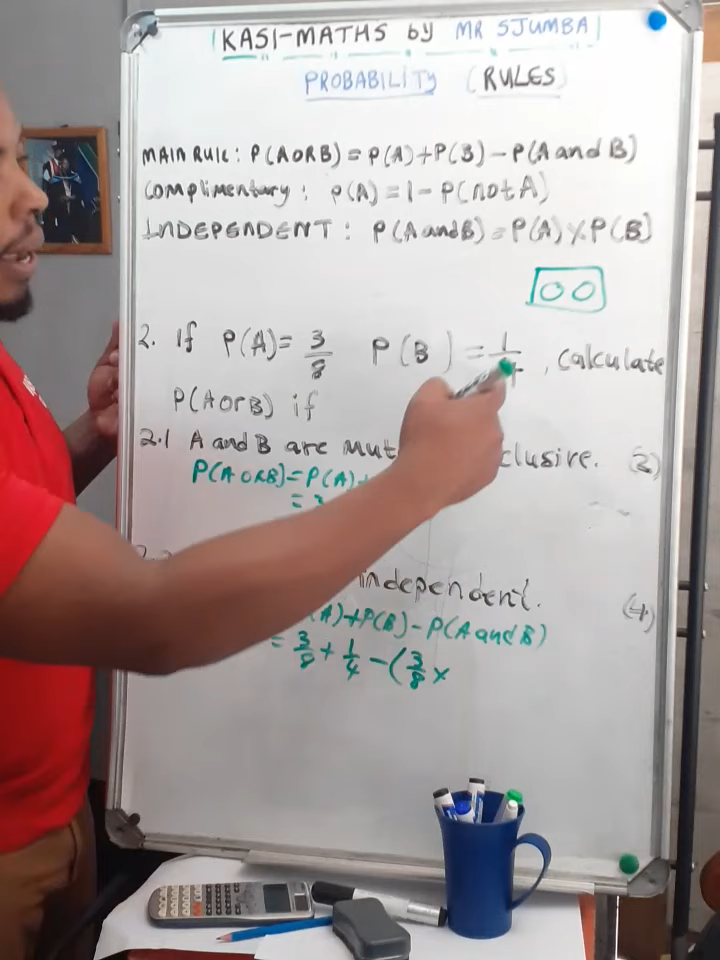 KASI-MATHS by MR SJUMBA
PROBABILITY (RULES)
MAIN RULE: P(A OR B) = P(A)+P(B) - P(A and B)
Complimentary: P(A) = 1 - P(not A)
INDEPENDENT: P(A and B) = P(A) × P(B)
2. If P(A) = 3/8 P(B) = 1/4, calculate
P(A or B) if
2.1 A and B are clusive. (2)
P(A OR B) = P(A)+
=
independent. (4)
(A)+P(B) - P(A and B)
= 3/8 + 1/4 - (3/8 ×